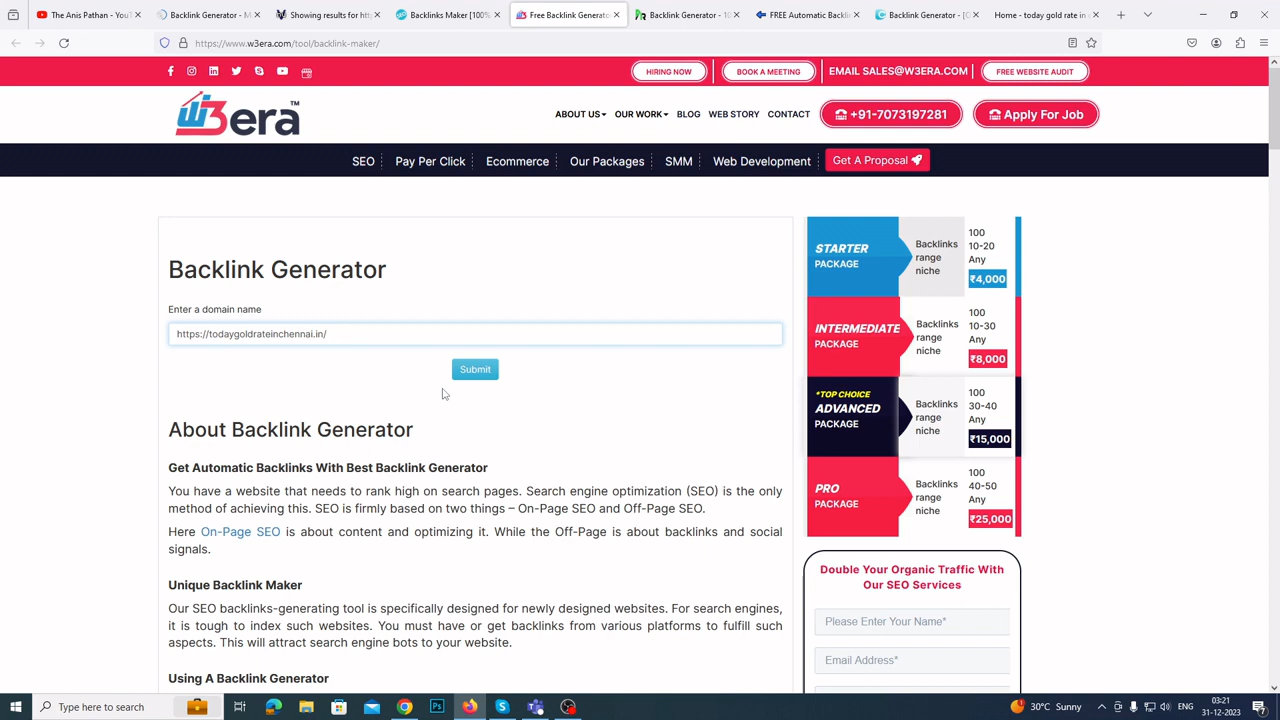 The Anis Pathan - YouT
Backlink Generator - M
Showing results for htt
Backlinks Maker [100%
Free Backlink Generato
Backlink Generator - 10
FREE Automatic Backlin
Backlink Generator - [
Home - today gold rate in
https://www.w3era.com/tool/backlink-maker/
HIRING NOW
BOOK A MEETING
EMAIL SALES@W3ERA.COM
FREE WEBSITE AUDIT
W3era™
ABOUT US
OUR WORK
BLOG
WEB STORY
CONTACT
+91-7073197281
Apply For Job
SEO
Pay Per Click
Ecommerce
Our Packages
SMM
Web Development
Get A Proposal
Backlink Generator
Enter a domain name
https://todaygoldrateinchennai.in/
Submit
About Backlink Generator
Get Automatic Backlinks With Best Backlink Generator
You have a website that needs to rank high on search pages. Search engine optimization (SEO) is the only
method of achieving this. SEO is firmly based on two things – On-Page SEO and Off-Page SEO.
Here On-Page SEO is about content and optimizing it. While the Off-Page is about backlinks and social
signals.
Unique Backlink Maker
Our SEO backlinks-generating tool is specifically designed for newly designed websites. For search engines,
it is tough to index such websites. You must have or get backlinks from various platforms to fulfill such
aspects. This will attract search engine bots to your website.
Using A Backlink Generator
STARTER
PACKAGE
Backlinks
range
niche
100
10-20
Any
₹4,000
INTERMEDIATE
PACKAGE
Backlinks
range
niche
100
10-30
Any
₹8,000
*TOP CHOICE
ADVANCED
PACKAGE
Backlinks
range
niche
100
30-40
Any
₹15,000
PRO
PACKAGE
Backlinks
range
niche
100
40-50
Any
₹25,000
Double Your Organic Traffic With
Our SEO Services
Please Enter Your Name*
Email Address*
Type here to search
Ps
30°C Sunny
03:21
31-12-2023